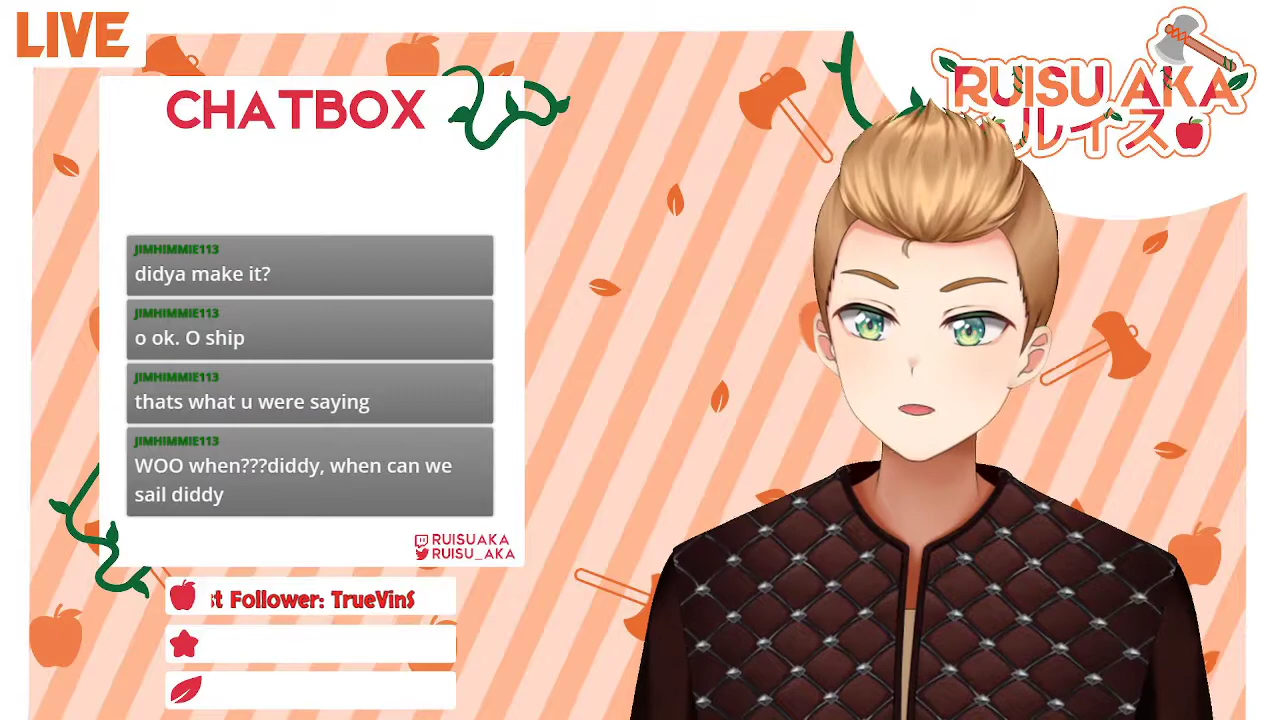 LIVE
CHATBOX
RUISU AKA
ルイス
JIMHIMMIE113
didya make it?
JIMHIMMIE113
o ok. O ship
JIMHIMMIE113
thats what u were saying
JIMHIMMIE113
WOO when???diddy, when can we
sail diddy
RUISUAKA
RUISU_AKA
st Follower: TrueVinS